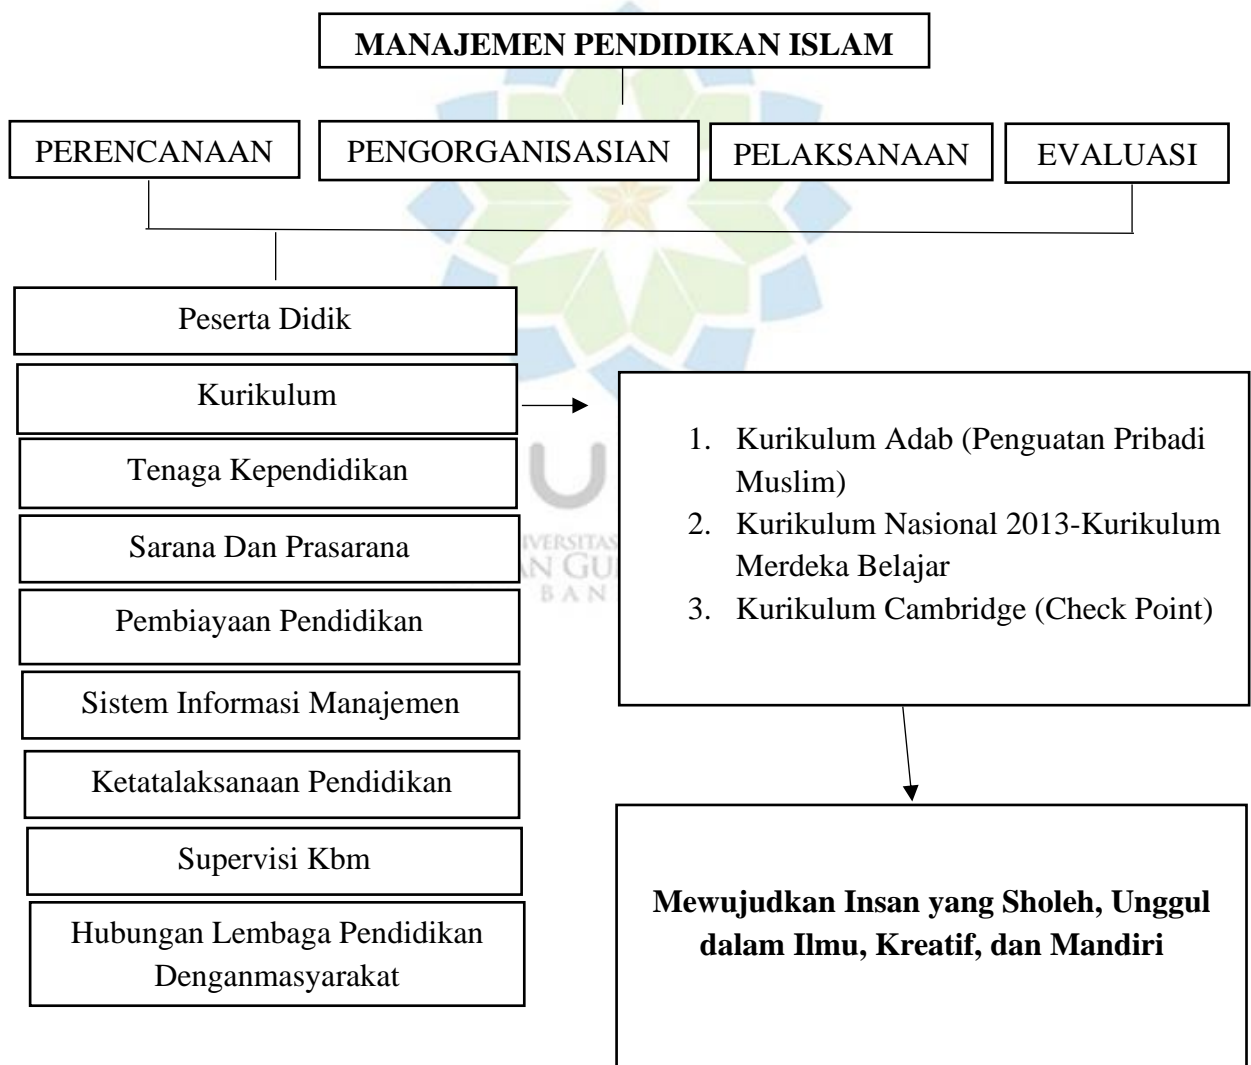 MANAJEMEN PENDIDIKAN ISLAM
PERENCANAAN
PENGORGANISASIAN
PELAKSANAAN
EVALUASI
Peserta Didik
Kurikulum
Tenaga Kependidikan
Sarana Dan Prasarana
Pembiayaan Pendidikan
Sistem Informasi Manajemen
Ketatalaksanaan Pendidikan
Supervisi Kbm
Hubungan Lembaga Pendidikan
Denganmasyarakat
1. Kurikulum Adab (Penguatan Pribadi
Muslim)
2. Kurikulum Nasional 2013-Kurikulum
Merdeka Belajar
3. Kurikulum Cambridge (Check Point)
Mewujudkan Insan yang Sholeh, Unggul
dalam Ilmu, Kreatif, dan Mandiri